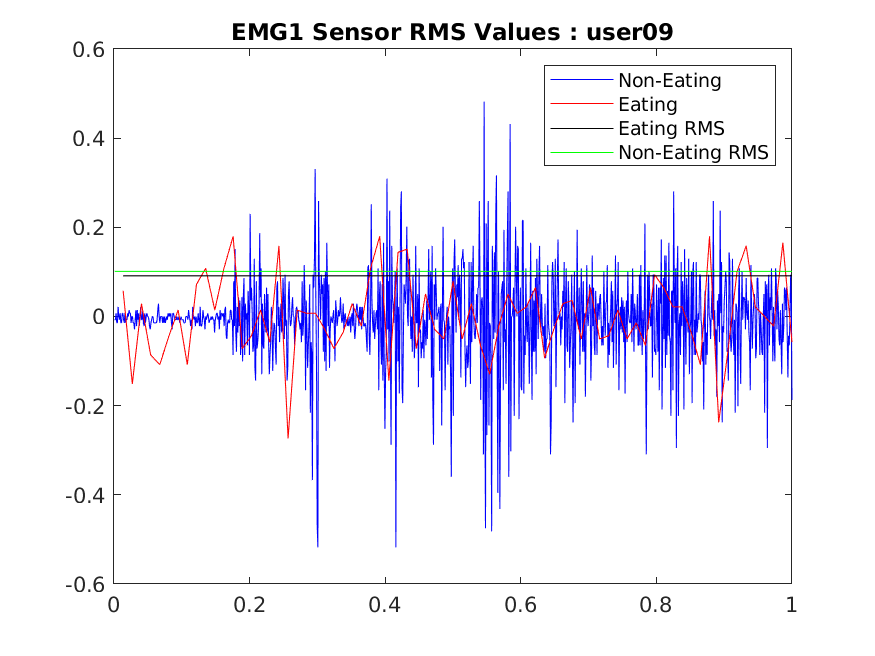 EMG1 Sensor RMS Values : user09
0.6
0.4
0.2
0
-0.2
-0.4
-0.6
Non-Eating
Eating
Eating RMS
Non-Eating RMS
0 0.2 0.4 0.6 0.8 1